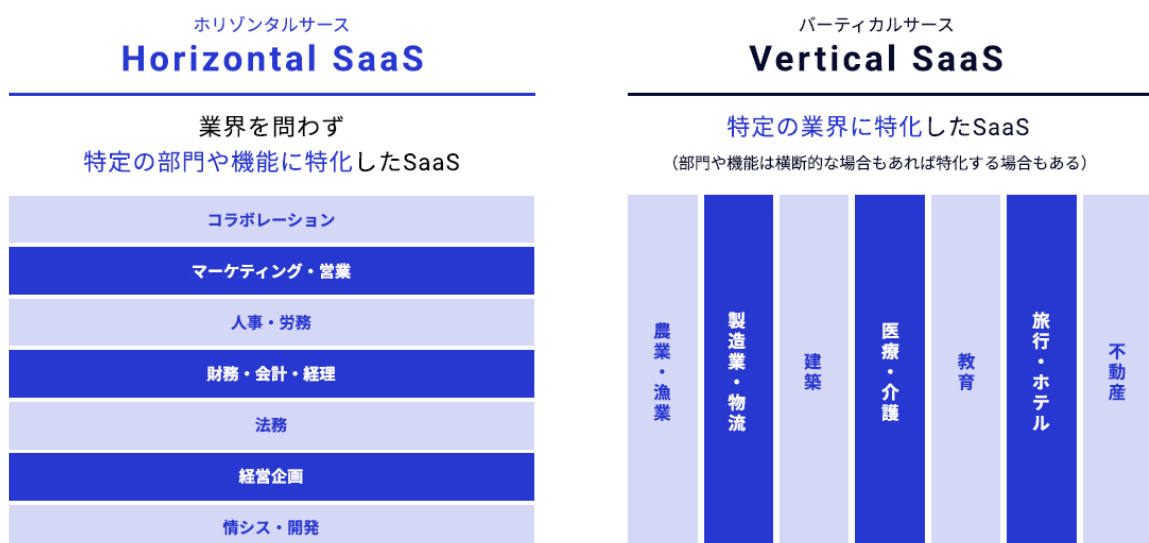 ホリゾンタルサース
Horizontal SaaS
業界を問わず
特定の部門や機能に特化したSaaS
コラボレーション
マーケティング・営業
人事・労務
財務・会計・経理
法務
経営企画
情シス・開発
バーティカルサース
Vertical SaaS
特定の業界に特化したSaaS
（部門や機能は横断的な場合もあれば特化する場合もある）
農業・漁業
製造業・物流
建築
医療・介護
教育
旅行・ホテル
不動産